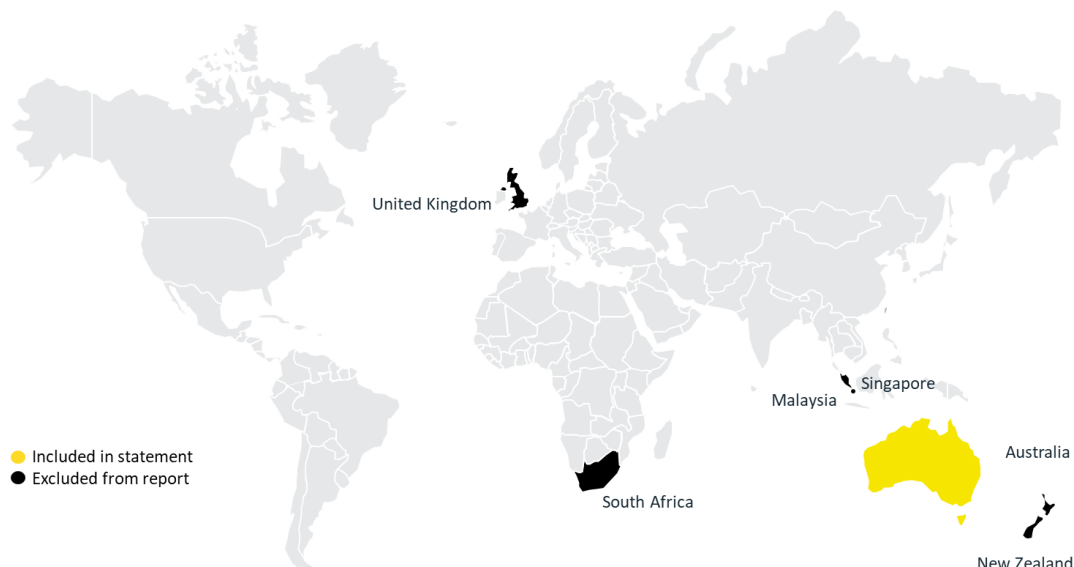 United Kingdom
Singapore
Malaysia
Australia
Included in statement
Excluded from report
South Africa
New Zealand